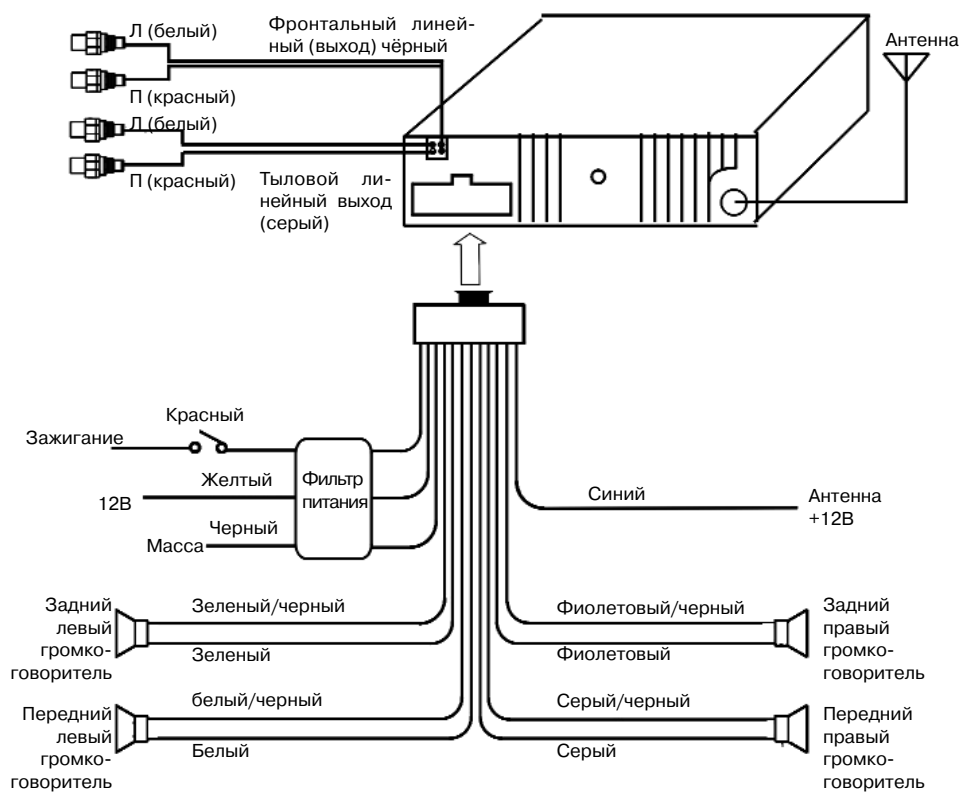 Л (белый)
П (красный)
Л (белый)
П (красный)
Фронтальный линей-
ный (выход) чёрный
Тыловой ли-
нейный выход
(серый)
Антенна
Зажигание
Красный
12В
Желтый
Масса
Черный
Фильтр
питания
Синий
Антенна
+12В
Задний
левый
громко-
говоритель
Зеленый/черный
Зеленый
Фиолетовый/черный
Фиолетовый
Задний
правый
громко-
говоритель
Передний
левый
громко-
говоритель
белый/черный
Белый
Серый/черный
Серый
Передний
правый
громко-
говоритель